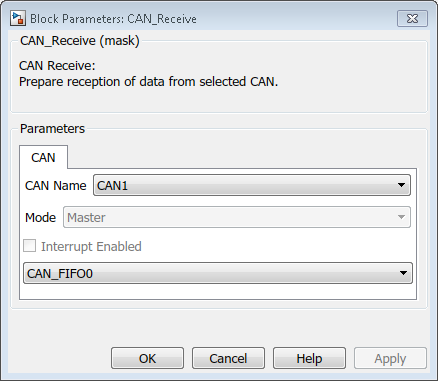 Block Parameters: CAN_Receive
CAN_Receive (mask)
CAN Receive:
Prepare reception of data from selected CAN.
Parameters
CAN
CAN Name CAN1
Mode Master
Interrupt Enabled
CAN_FIFO0
OK Cancel Help Apply